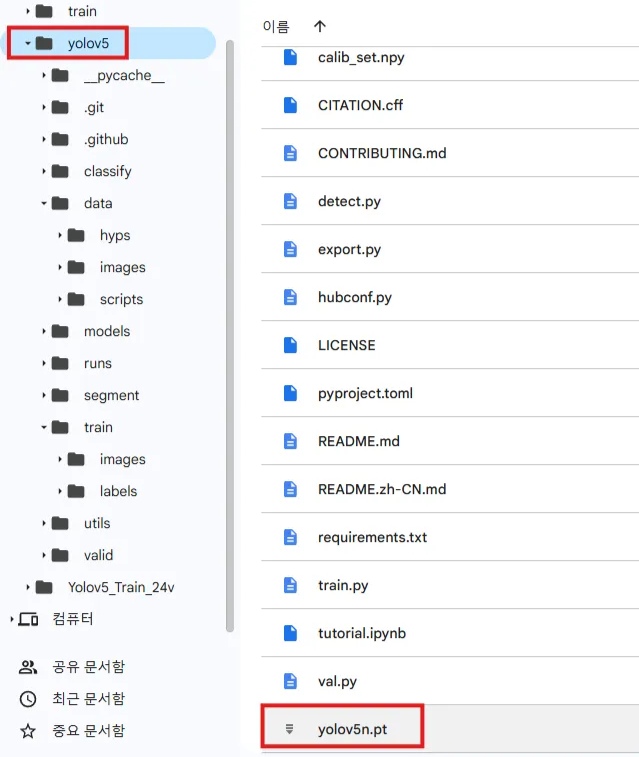 train
yolov5
__pycache__
.git
.github
classify
data
hyps
images
scripts
models
runs
segment
train
images
labels
utils
valid
Yolov5_Train_24v
컴퓨터
공유 문서함
최근 문서함
중요 문서함
이름
calib_set.npy
CITATION.cff
CONTRIBUTING.md
detect.py
export.py
hubconf.py
LICENSE
pyproject.toml
README.md
README.zh-CN.md
requirements.txt
train.py
tutorial.ipynb
val.py
yolov5n.pt